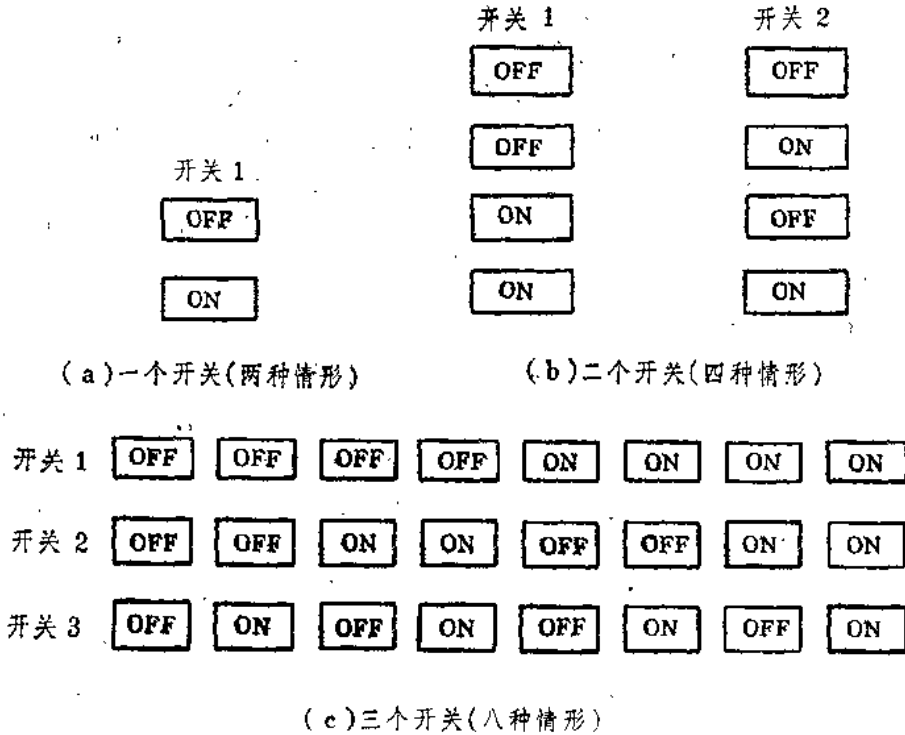 开关 1 开关 2
OFF OFF
OFF ON
开关 1
OFF
ON OFF
ON
ON ON
(a)一个开关(两种情形)
(b)二个开关(四种情形)
开关 1 OFF OFF OFF OFF ON ON ON ON
开关 2 OFF OFF ON ON OFF OFF ON ON
开关 3 OFF ON OFF ON OFF ON OFF ON
(c)三个开关(八种情形)